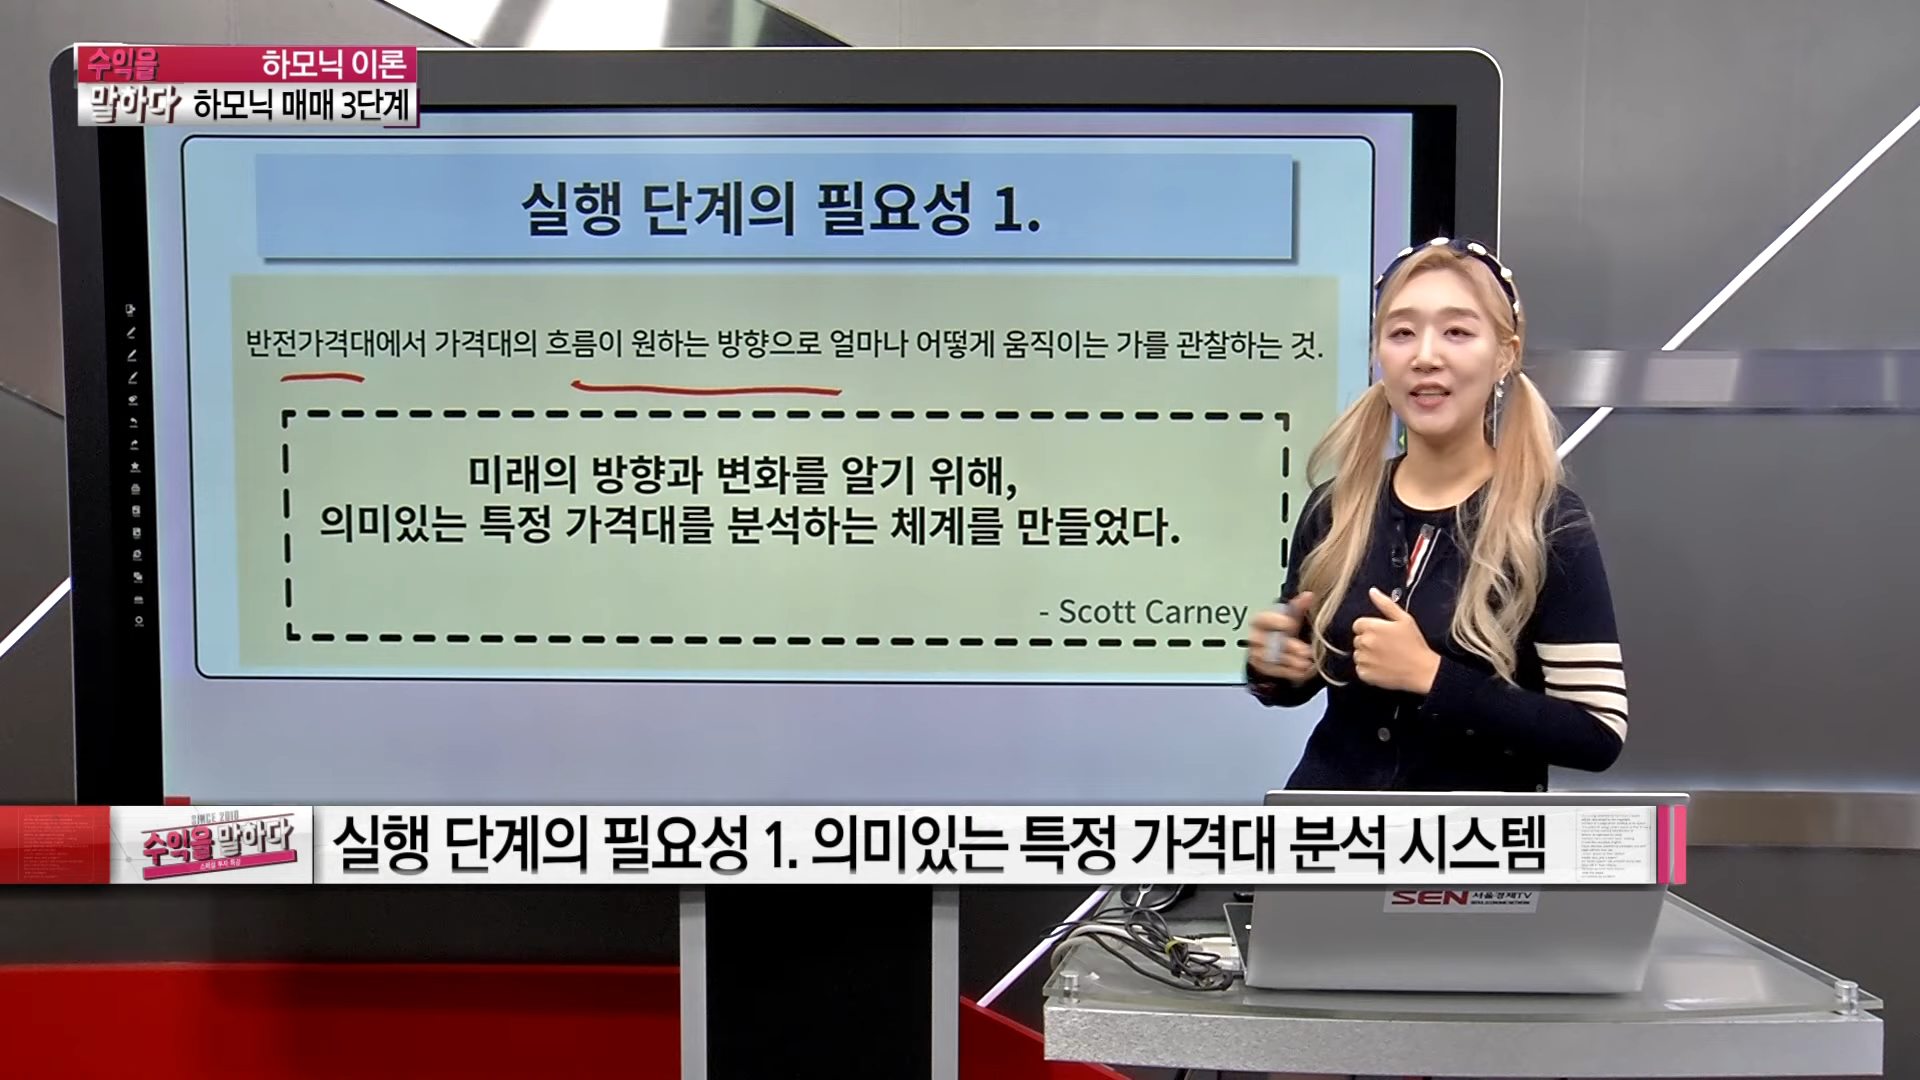 수익을 말하다
하모닉 이론
하모닉 매매 3단계
실행 단계의 필요성 1.
반전가격대에서 가격대의 흐름이 원하는 방향으로 얼마나 어떻게 움직이는 가를 관찰하는 것.
미래의 방향과 변화를 알기 위해,
의미있는 특정 가격대를 분석하는 체계를 만들었다.
- Scott Carney
SINCE 2010
수익을 말하다
스페셜 투자 특강
실행 단계의 필요성 1. 의미있는 특정 가격대 분석 시스템
SEN 서울경제TV